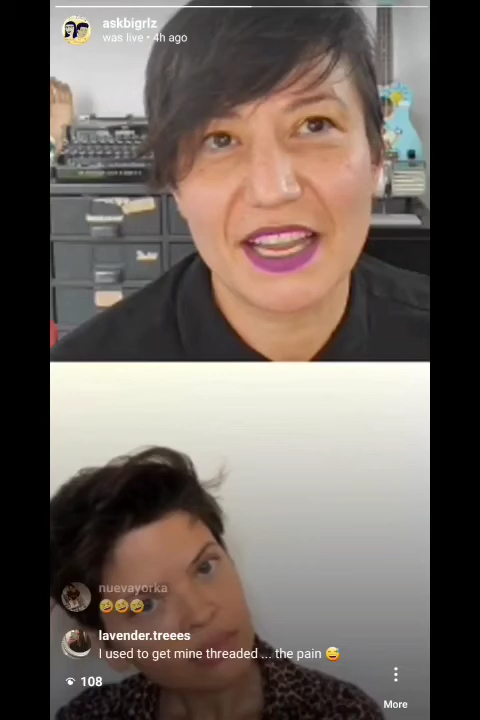 askbigrlz
was live • 4h ago
nuevayorka
🤣🤣🤣
lavender.treees
I used to get mine threaded ... the pain 😅
108
More